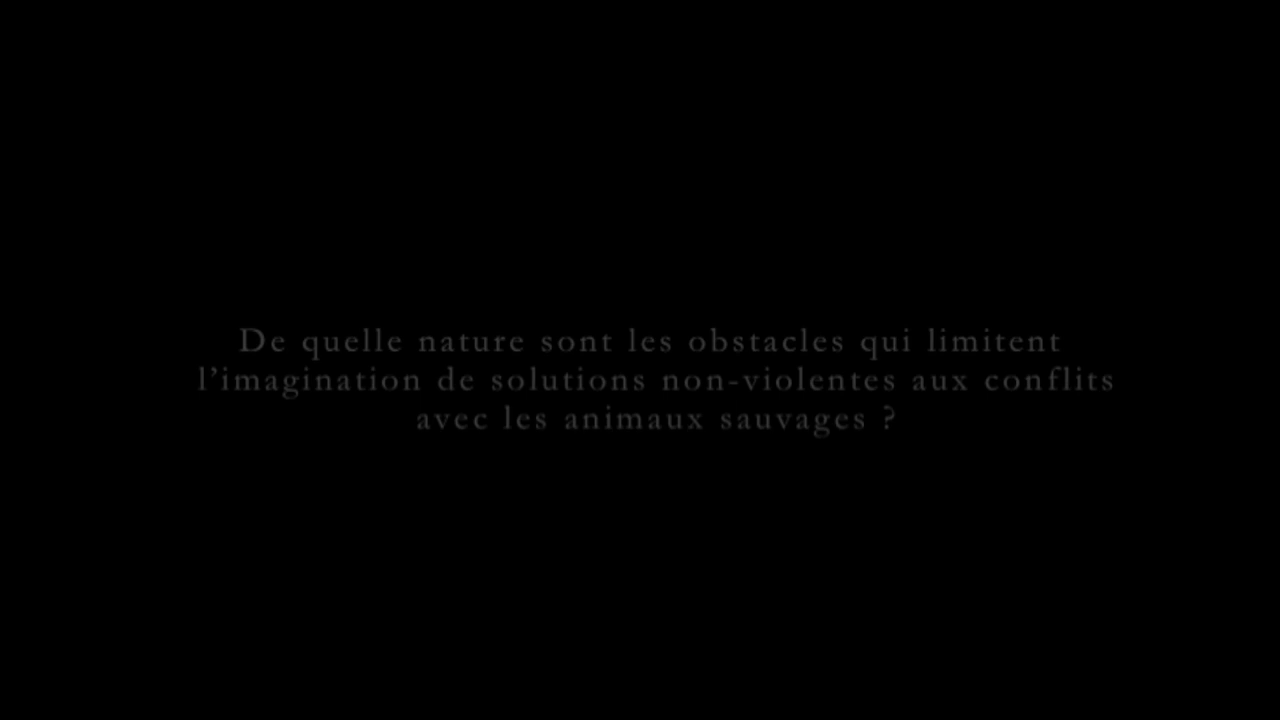 De quelle nature sont les obstacles qui limitent
l’imagination de solutions non-violentes aux conflits
avec les animaux sauvages ?